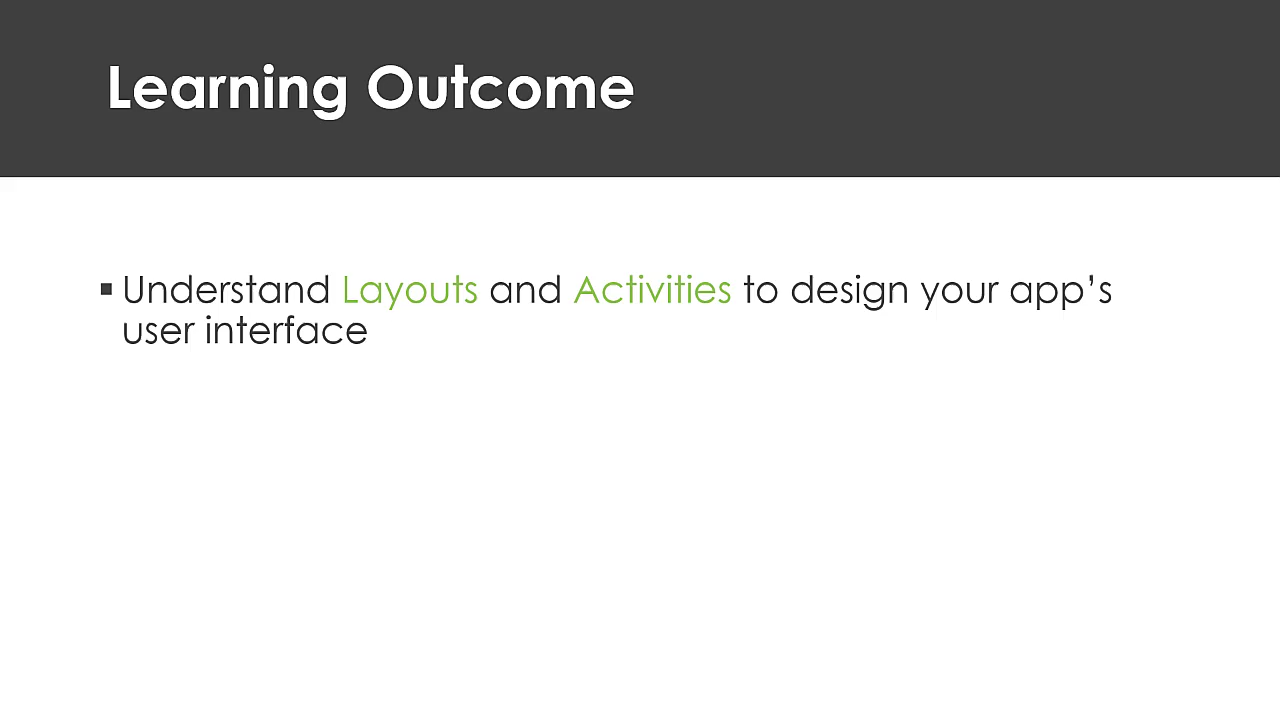 Learning Outcome
▪ Understand Layouts and Activities to design your app’s
user interface